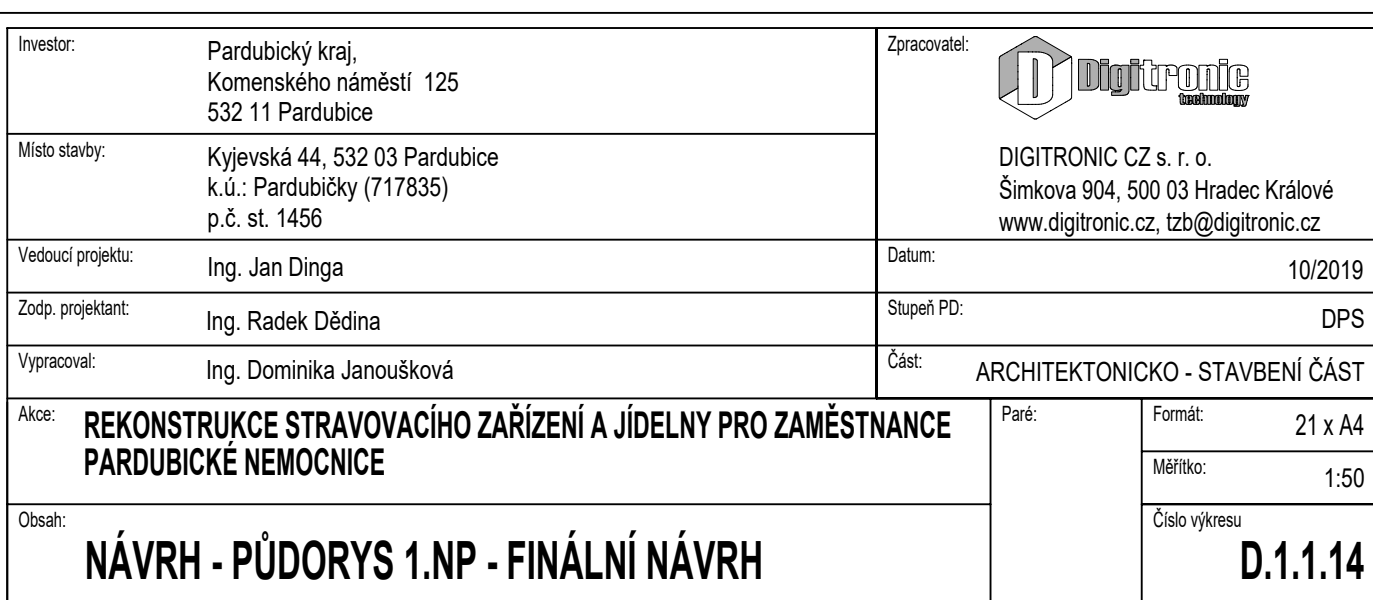 Investor:
Pardubický kraj,
Komenského náměstí 125
532 11 Pardubice
Zpracovatel:
D Digitronic
technology
DIGITRONIC CZ s. r. o.
Šimkova 904, 500 03 Hradec Králové
www.digitronic.cz, tzb@digitronic.cz
Místo stavby:
Kyjevská 44, 532 03 Pardubice
k.ú.: Pardubičky (717835)
p.č. st. 1456
Vedoucí projektu:
Ing. Jan Dinga
Datum:
10/2019
Zodp. projektant:
Ing. Radek Dědina
Stupeň PD:
DPS
Vypracoval:
Ing. Dominika Janoušková
Část:
ARCHITEKTONICKO - STAVBENÍ ČÁST
Akce:
REKONSTRUKCE STRAVOVACÍHO ZAŘÍZENÍ A JÍDELNY PRO ZAMĚSTNANCE
PARDUBICKÉ NEMOCNICE
Paré:
Formát:
21 x A4
Měřítko:
1:50
Obsah:
NÁVRH - PŮDORYS 1.NP - FINÁLNÍ NÁVRH
Číslo výkresu
D.1.1.14